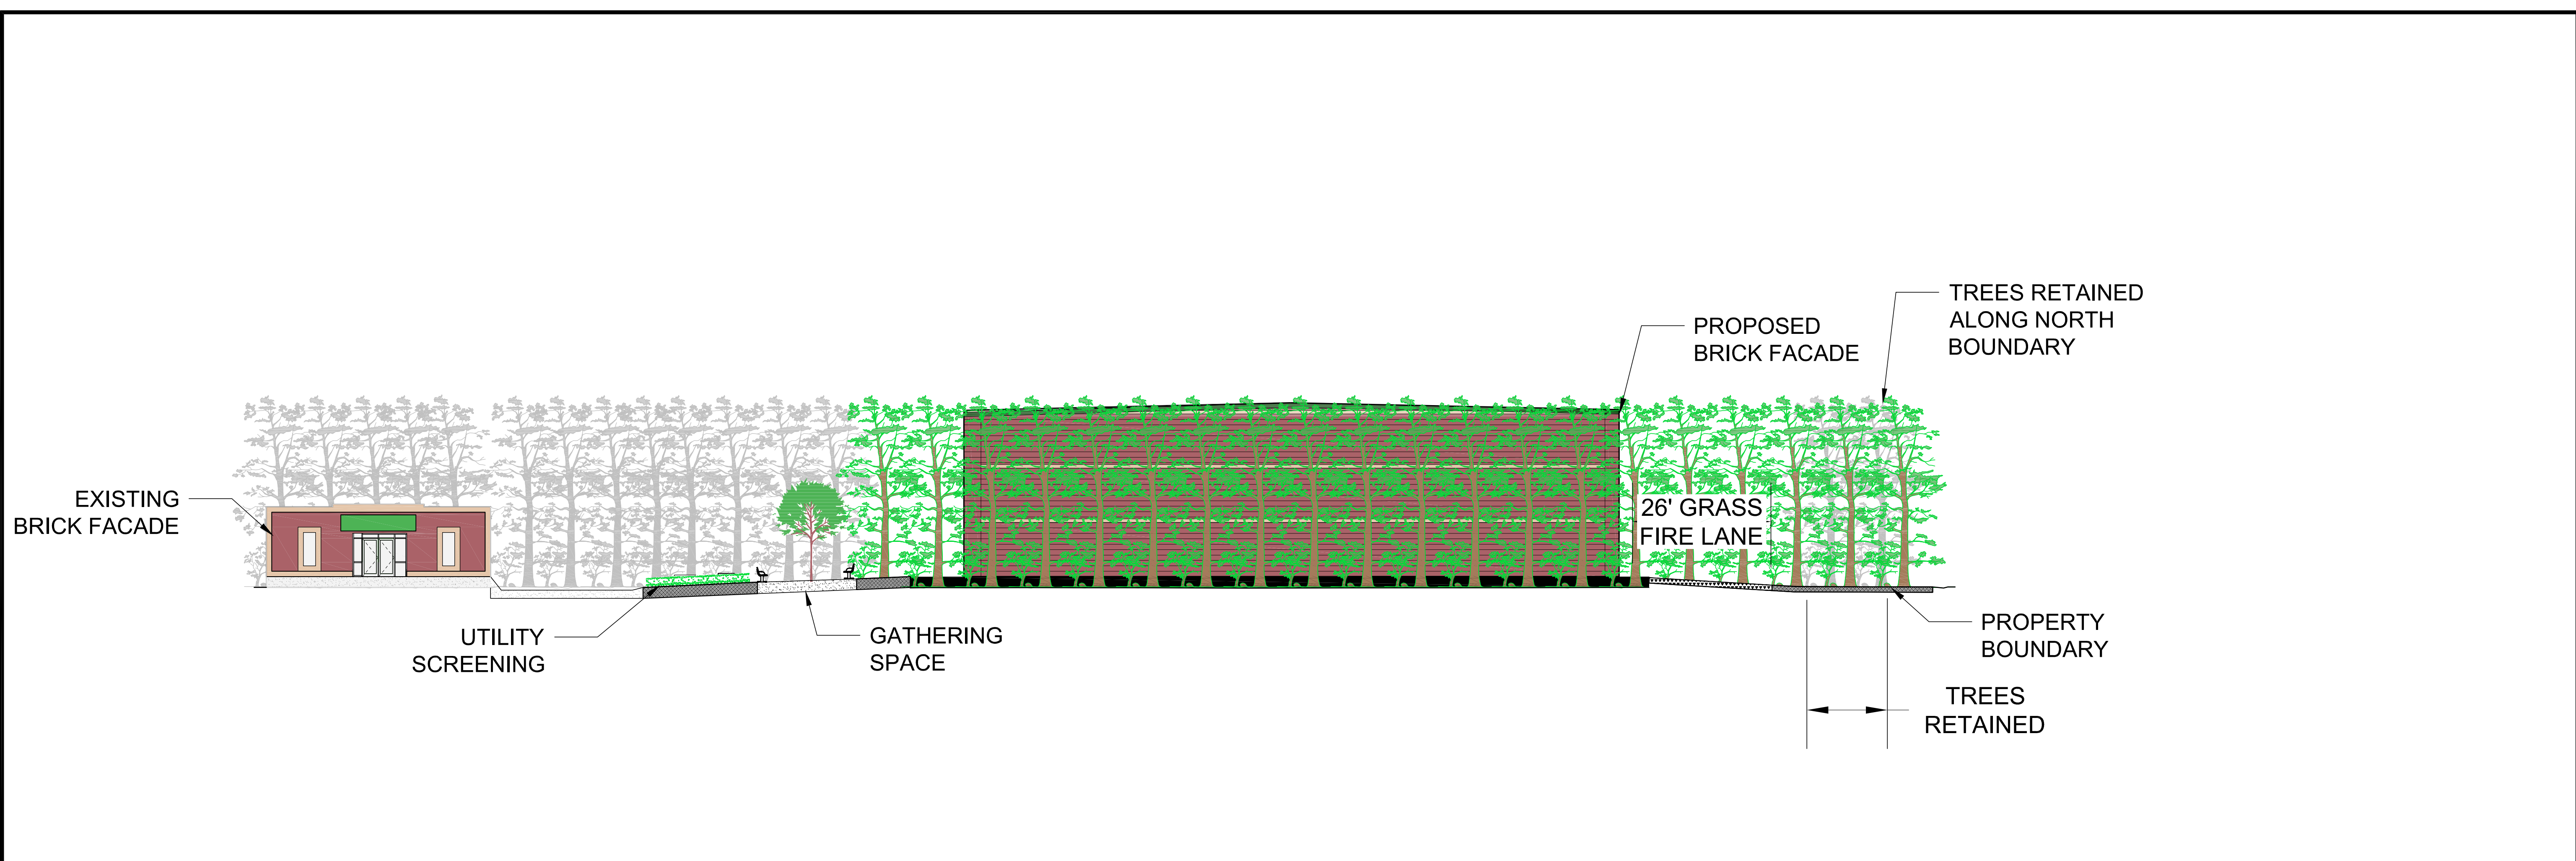 TREES RETAINED
ALONG NORTH
BOUNDARY
PROPOSED
BRICK FACADE
EXISTING
BRICK FACADE
26' GRASS
FIRE LANE
UTILITY
SCREENING
GATHERING
SPACE
PROPERTY
BOUNDARY
TREES
RETAINED